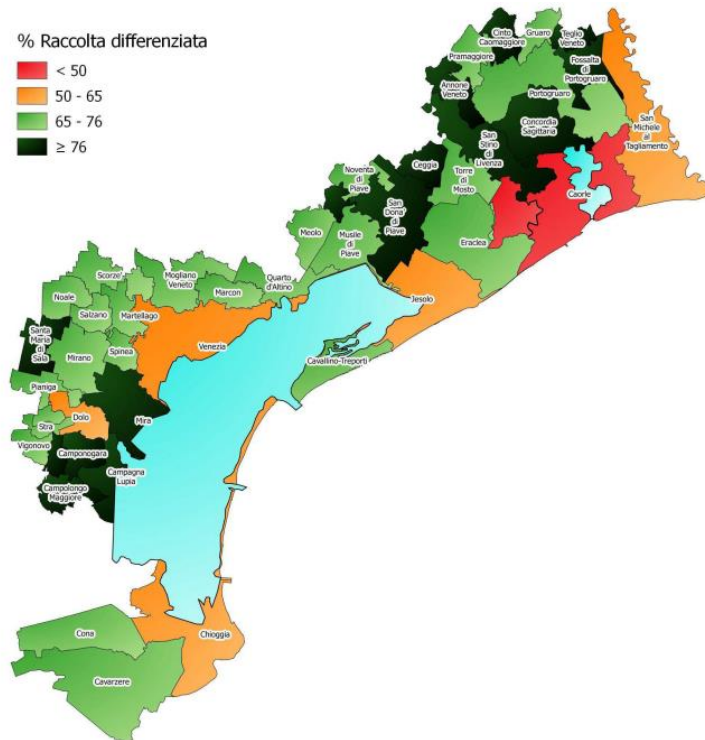 % Raccolta differenziata
< 50
50 - 65
65 - 76
≥ 76
Cinto
Caomaggiore
Gruaro
Teglio
Veneto
Pramaggiore
Fossalta
di
Portogruaro
Annone
Veneto
Portogruaro
Concordia
Sagittaria
San
Michele
al
Tagliamento
San
Stino
di
Livenza
Ceggia
Torre
di
Mosto
Caorle
Noventa
di
Piave
San
Dona
di
Piave
Meolo
Musile
di
Piave
Eraclea
Scorze'
Mogliano
Veneto
Quarto
d'Altino
Marcon
Jesolo
Noale
Salzano
Martellago
Santa
Maria
di
Sala
Venezia
Spinea
Mirano
Cavallino-Treporti
Pianiga
Dolo
Mira
Stra
Vigonovo
Camponogara
Campagna
Lupia
Campolongo
Maggiore
Cona
Chioggia
Cavarzere